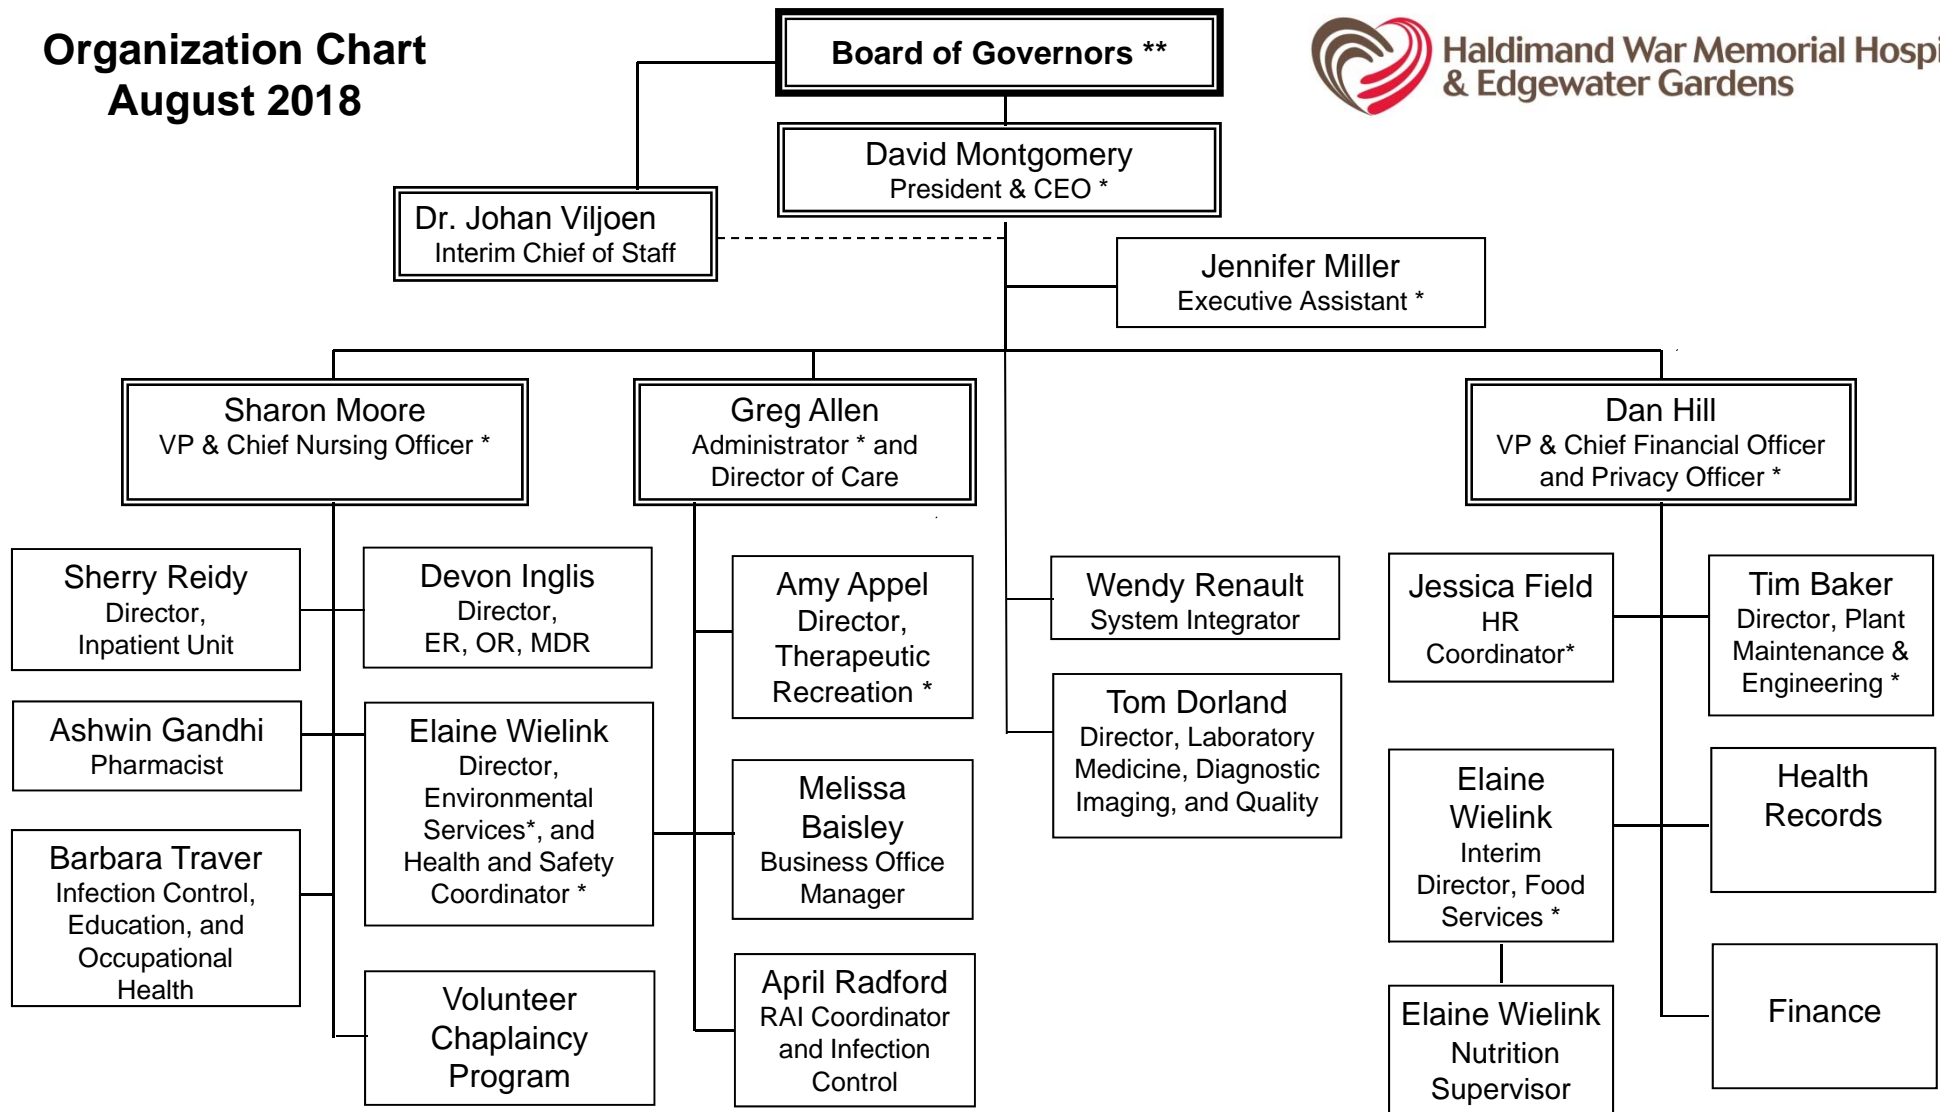 Organization Chart
August 2018
Board of Governors **
Haldimand War Memorial Hospi
& Edgewater Gardens
David Montgomery
President & CEO *
Dr. Johan Viljoen
Interim Chief of Staff
Jennifer Miller
Executive Assistant *
Sharon Moore
VP & Chief Nursing Officer *
Greg Allen
Administrator * and
Director of Care
Dan Hill
VP & Chief Financial Officer
and Privacy Officer *
Sherry Reidy
Director,
Inpatient Unit
Devon Inglis
Director,
ER, OR, MDR
Amy Appel
Director,
Therapeutic
Recreation *
Wendy Renault
System Integrator
Jessica Field
HR
Coordinator*
Tim Baker
Director, Plant
Maintenance &
Engineering *
Ashwin Gandhi
Pharmacist
Elaine Wielink
Director,
Environmental
Services*, and
Health and Safety
Coordinator *
Melissa
Baisley
Business Office
Manager
Tom Dorland
Director, Laboratory
Medicine, Diagnostic
Imaging, and Quality
Elaine
Wielink
Interim
Director, Food
Services *
Health
Records
Barbara Traver
Infection Control,
Education, and
Occupational
Health
Volunteer
Chaplaincy
Program
April Radford
RAI Coordinator
and Infection
Control
Elaine Wielink
Nutrition
Supervisor
Finance